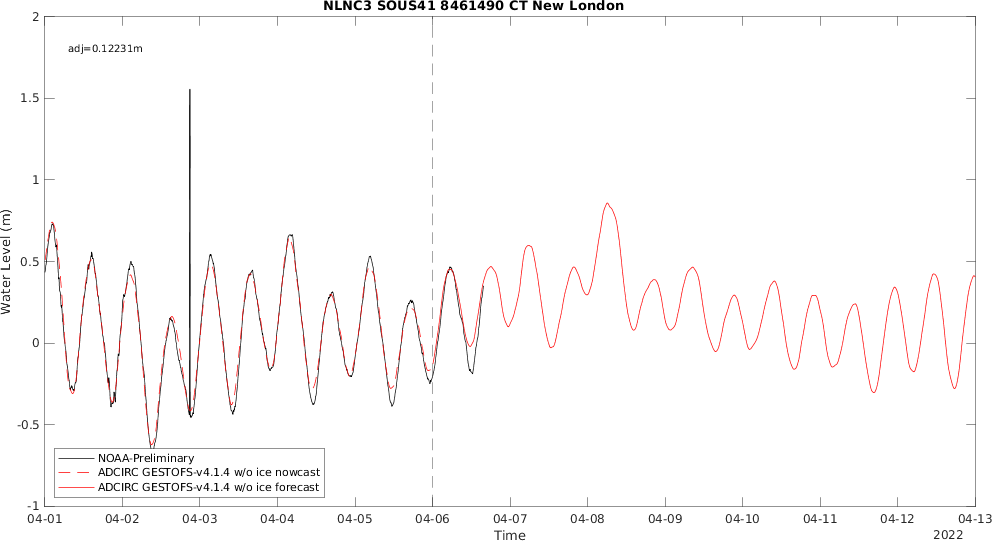 NLNC3 SOUS41 8461490 CT New London
adj=0.12231m
2
1.5
1
0.5
0
-0.5
-1
Water Level (m)
NOAA-Preliminary
ADCIRC GESTOFS-v4.1.4 w/o ice nowcast
ADCIRC GESTOFS-v4.1.4 w/o ice forecast
04-01 04-02 04-03 04-04 04-05 04-06 04-07 04-08 04-09 04-10 04-11 04-12 04-13
Time
2022